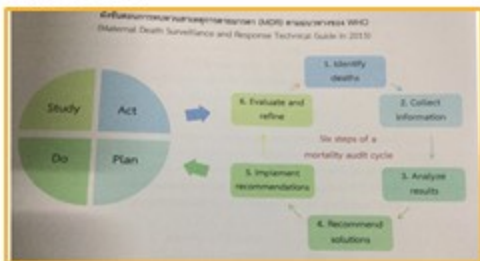 (Maternal Death Surveillance and Response Technical Guide in 2013)
Study
Act
Do
Plan
1. Identify
deaths
2. Collect
information
3. Analyze
results
4. Recommend
solutions
5. Implement
recommendations
6. Evaluate and
refine
Six steps of a
mortality audit cycle